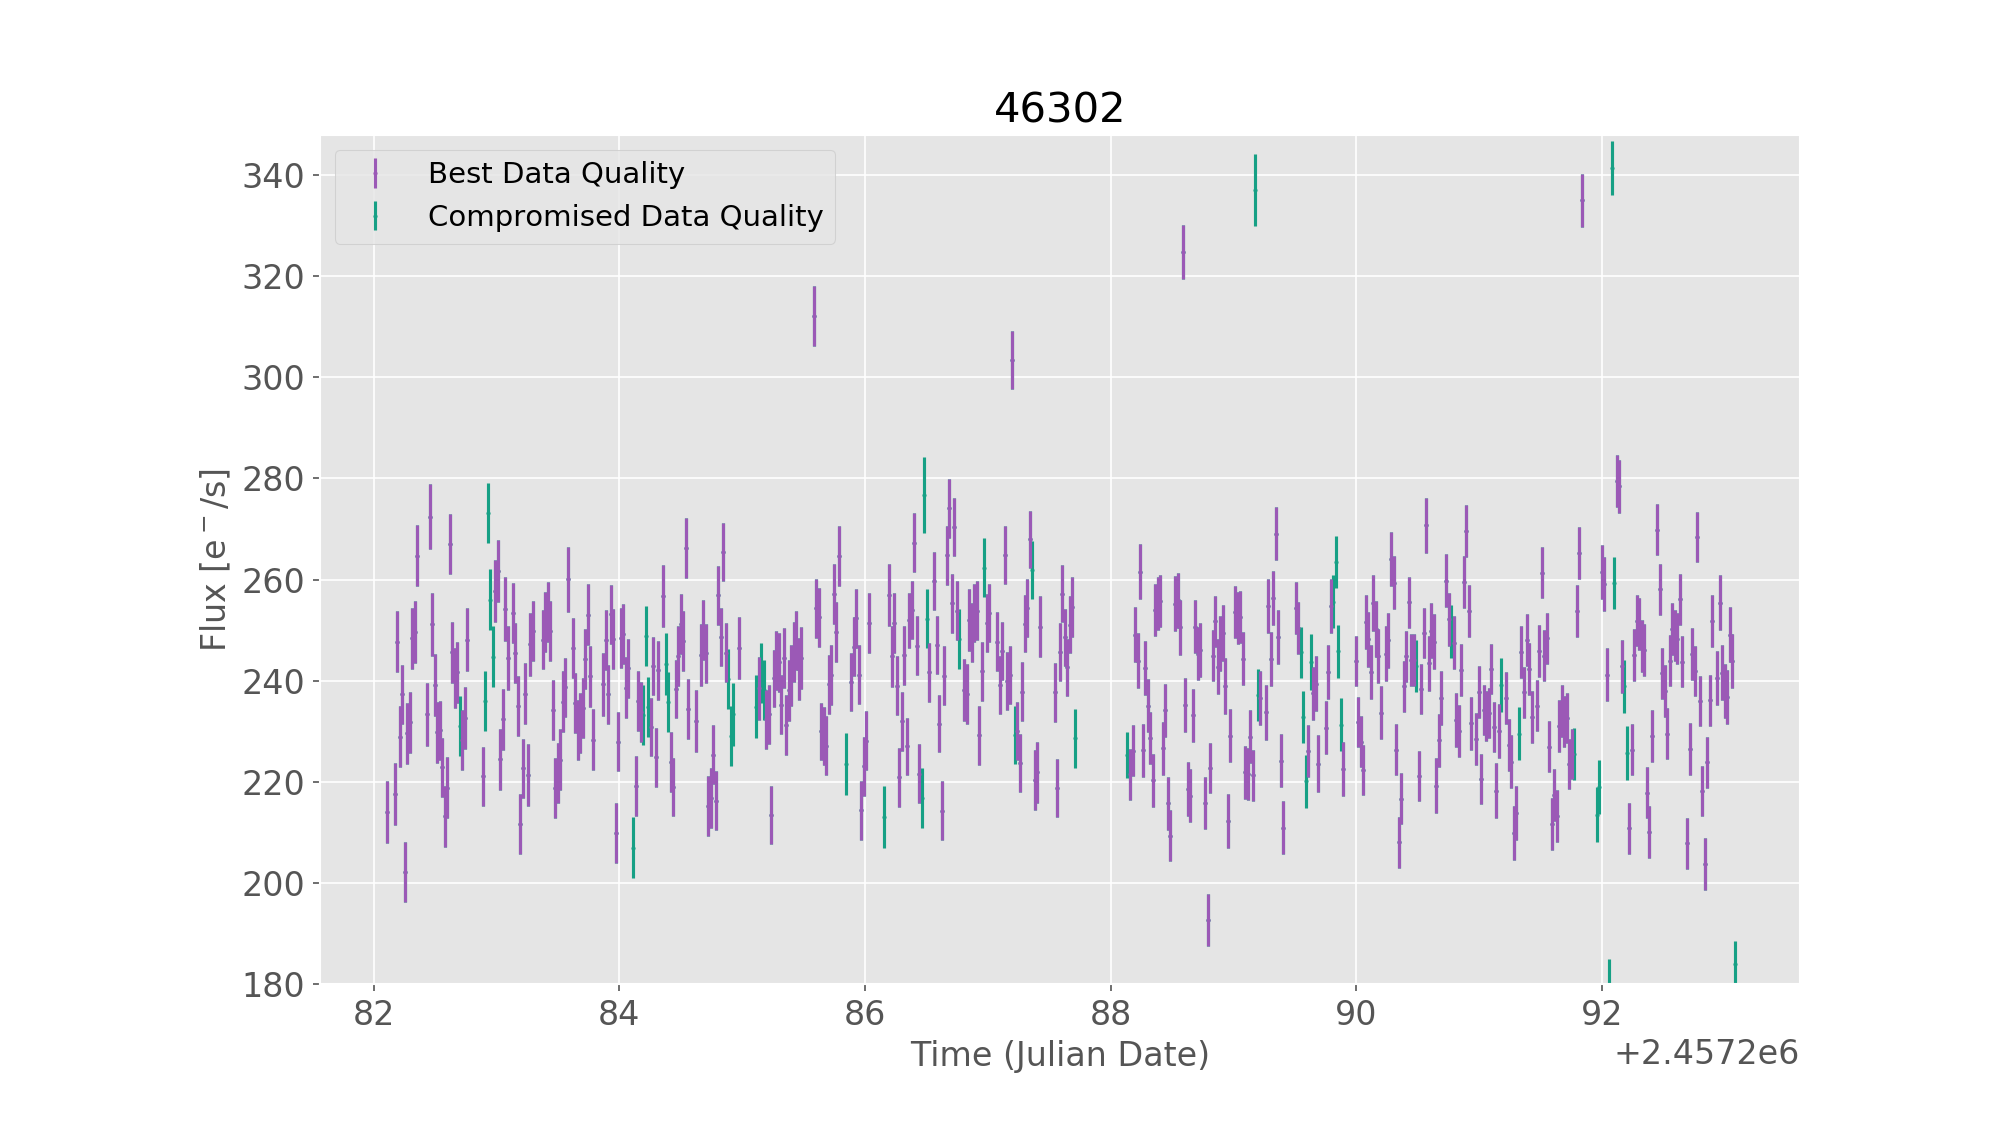 46302
Best Data Quality
Compromised Data Quality
Flux [e⁻/s]
340
320
300
280
260
240
220
200
180
82 84 86 88 90 92
Time (Julian Date)
+2.4572e6